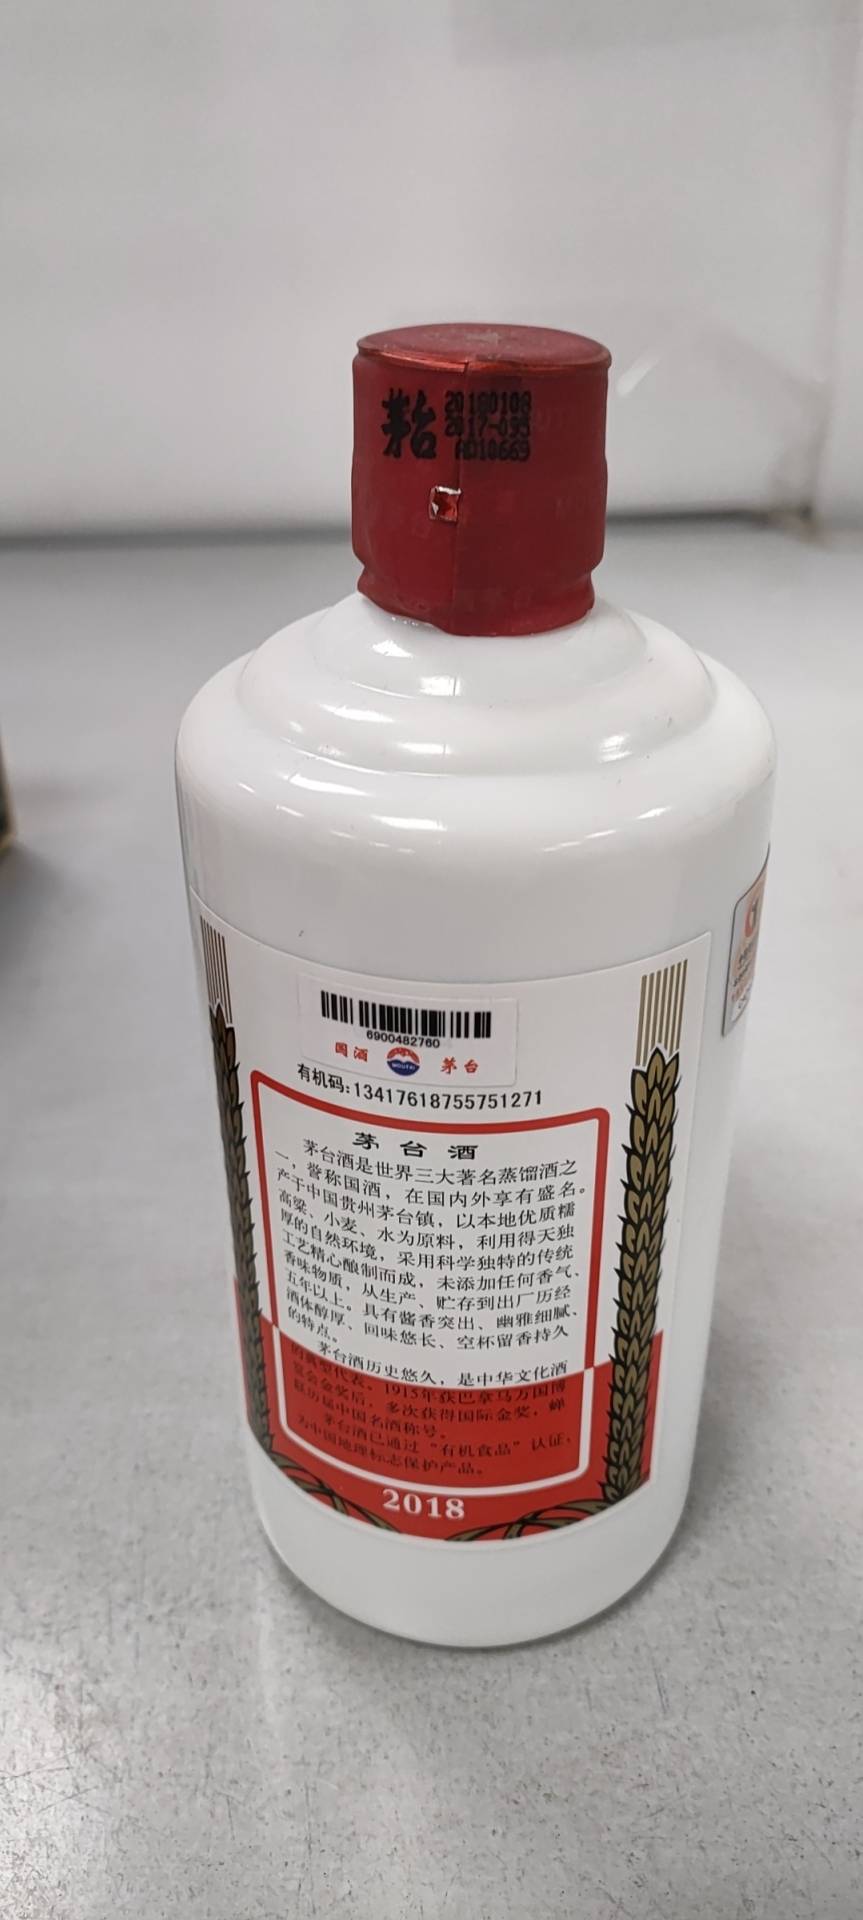 茅台
20180108
2017-095
A010669
6900482760
国酒
MOUTAI
茅台
有机码:13417618755751271
茅台酒
茅台酒是世界三大著名蒸馏酒之
一，誉称国酒，在国内外享有盛名。
产于中国贵州茅台镇，以本地优质糯
高粱、小麦、水为原料，利用得天独
厚的自然环境，采用科学独特的传统
工艺精心酿制而成，未添加任何香气、
香味物质，从生产、贮存到出厂历经
五年以上。具有酱香突出、幽雅细腻、
酒体醇厚、回味悠长、空杯留香持久
的特点。
茅台酒历史悠久，是中华文化酒
的典型代表。1915年获巴拿马万国博
览会金奖后，多次获得国际金奖，蝉
联历届中国名酒称号。
茅台酒已通过“有机食品”认证，
为中国地理标志保护产品。
2018